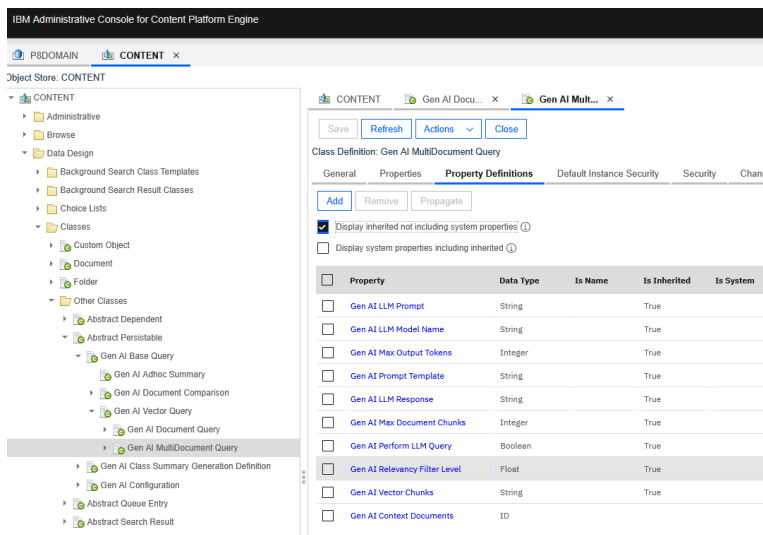 IBM Administrative Console for Content Platform Engine
P8DOMAIN
CONTENT ×
Object Store: CONTENT
CONTENT
Administrative
Browse
Data Design
Background Search Class Templates
Background Search Result Classes
Choice Lists
Classes
Custom Object
Document
Folder
Other Classes
Abstract Dependent
Abstract Persistable
Gen AI Base Query
Gen AI Adhoc Summary
Gen AI Document Comparison
Gen AI Vector Query
Gen AI Document Query
Gen AI MultiDocument Query
Gen AI Class Summary Generation Definition
Gen AI Configuration
Abstract Queue Entry
Abstract Search Result
CONTENT Gen AI Docu... × Gen AI Mult... ×
Save Refresh Actions Close
Class Definition: Gen AI MultiDocument Query
General Properties Property Definitions Default Instance Security Security Chan
Add Remove Propagate
Display inherited not including system properties
Display system properties including inherited
Property Data Type Is Name Is Inherited Is System
Gen AI LLM Prompt String True
Gen AI LLM Model Name String True
Gen AI Max Output Tokens Integer True
Gen AI Prompt Template String True
Gen AI LLM Response String True
Gen AI Max Document Chunks Integer True
Gen AI Perform LLM Query Boolean True
Gen AI Relevancy Filter Level Float True
Gen AI Vector Chunks String True
Gen AI Context Documents ID